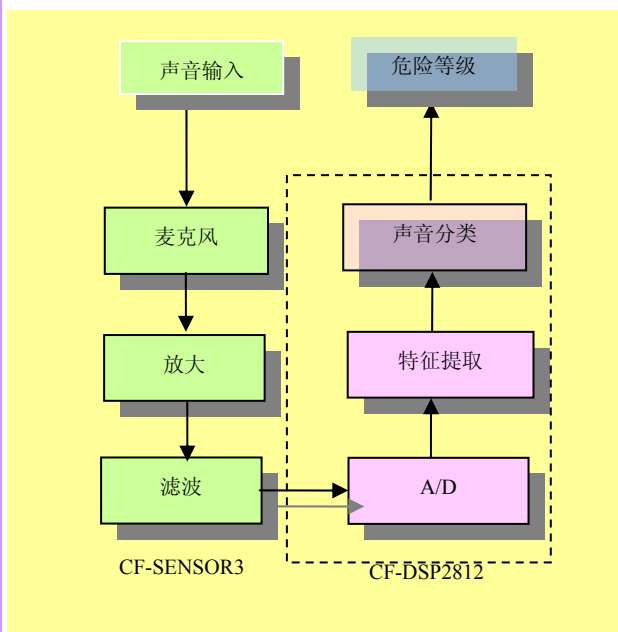 声音输入
麦克风
放大
滤波
CF-SENSOR3
危险等级
声音分类
特征提取
A/D
CF-DSP2812